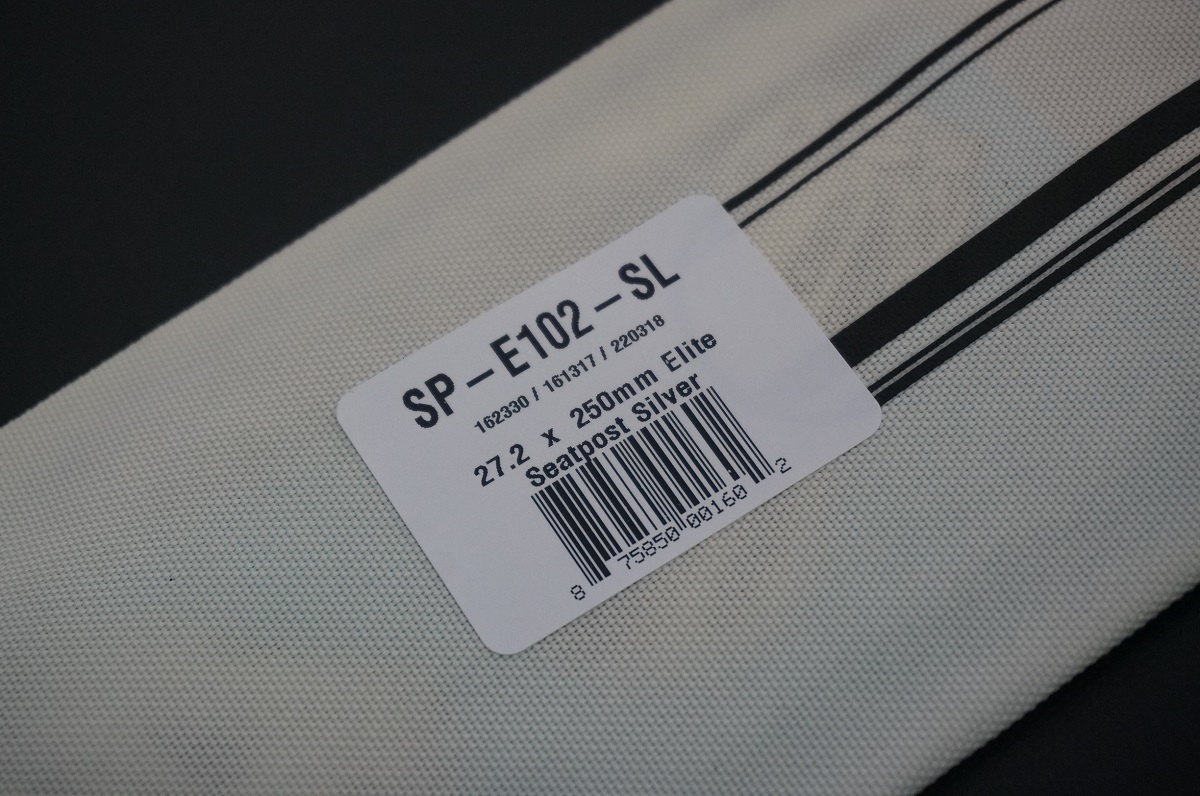 SP–E102–SL
162330 / 161317 / 220318
27.2 x 250mm Elite
Seatpost Silver
8 75850 00160 2